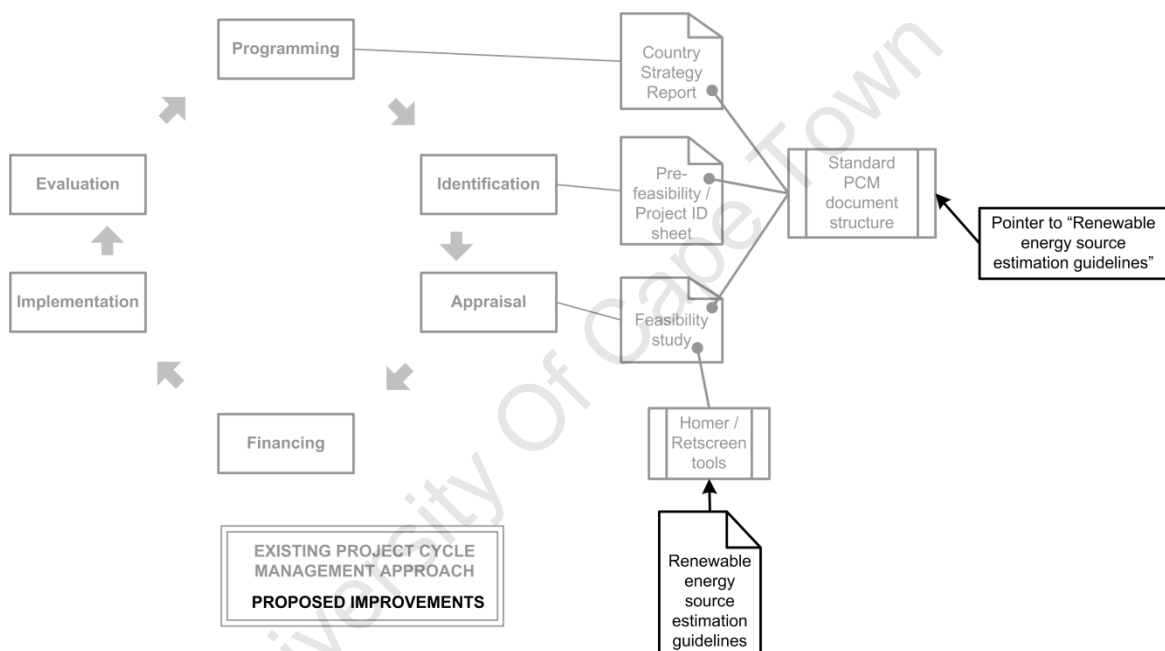 Programming
Country
Strategy
Report
Evaluation
Identification
Pre-
feasibility /
Project ID
sheet
Standard
PCM
document
structure
Pointer to “Renewable
energy source
estimation guidelines”
Implementation
Appraisal
Feasibility
study
Financing
Homer /
Retscreen
tools
EXISTING PROJECT CYCLE
MANAGEMENT APPROACH
PROPOSED IMPROVEMENTS
Renewable
energy
source
estimation
guidelines
iversity Of Cape Town